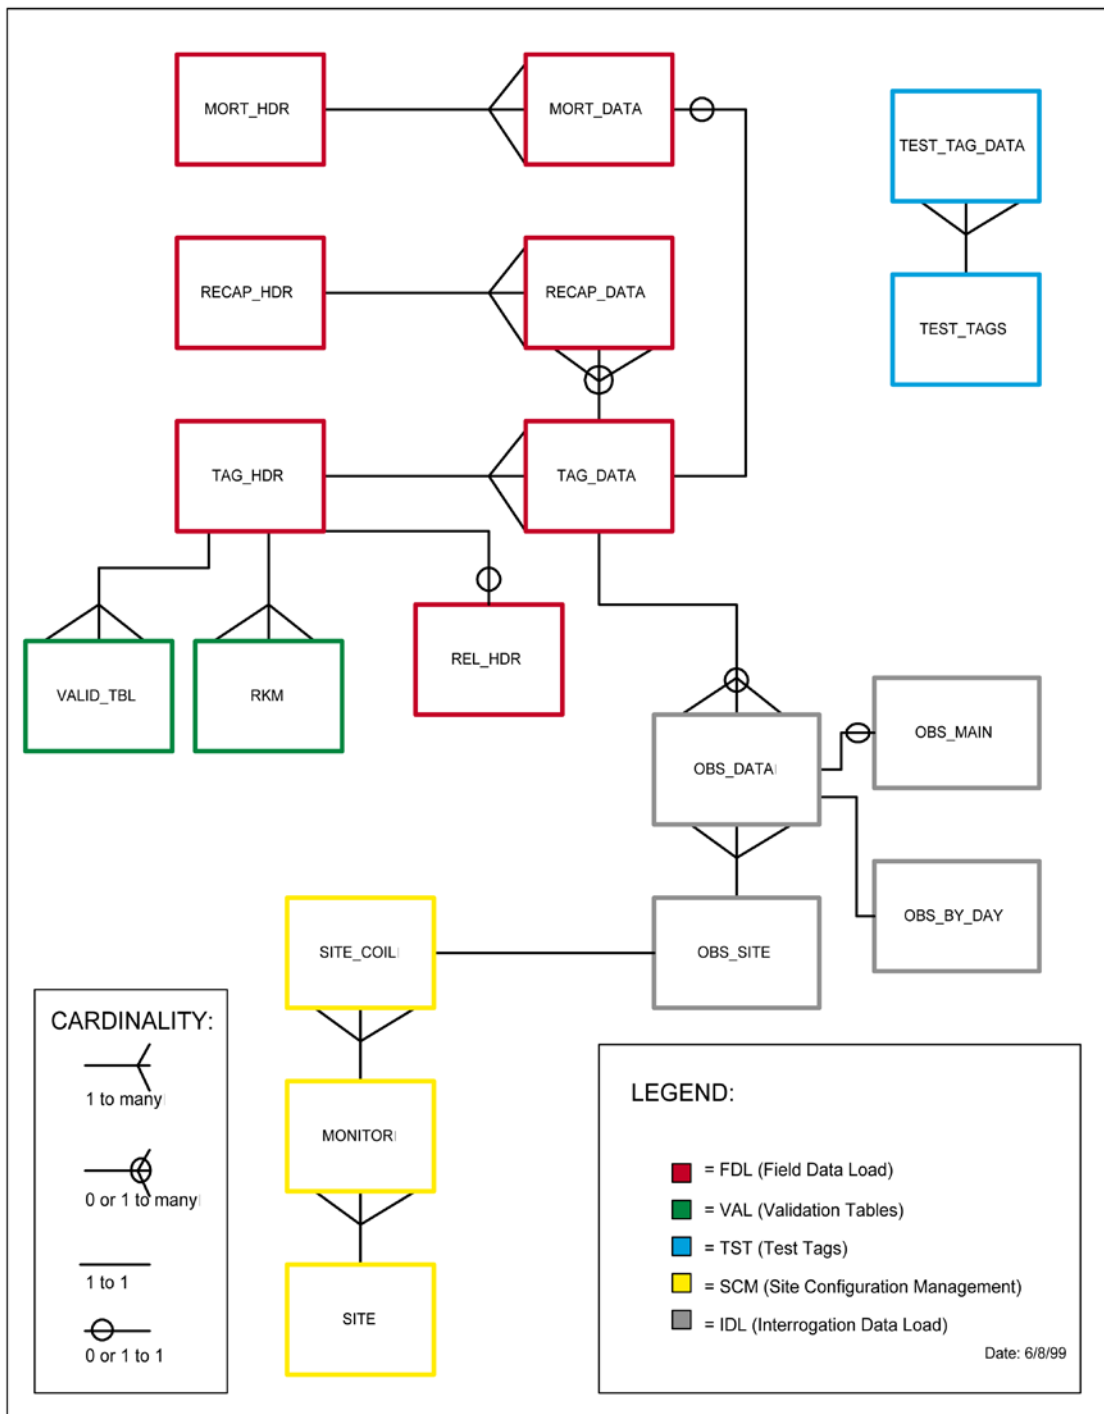 MORT_HDR
MORT_DATA
TEST_TAG_DATA
RECAP_HDR
RECAP_DATA
TEST_TAGS
TAG_HDR
TAG_DATA
VALID_TBL
RKM
REL_HDR
OBS_DATA
OBS_MAIN
OBS_BY_DAY
SITE_COIL
OBS_SITE
MONITOR
SITE
CARDINALITY:
1 to many
0 or 1 to many
1 to 1
0 or 1 to 1
LEGEND:
= FDL (Field Data Load)
= VAL (Validation Tables)
= TST (Test Tags)
= SCM (Site Configuration Management)
= IDL (Interrogation Data Load)
Date: 6/8/99